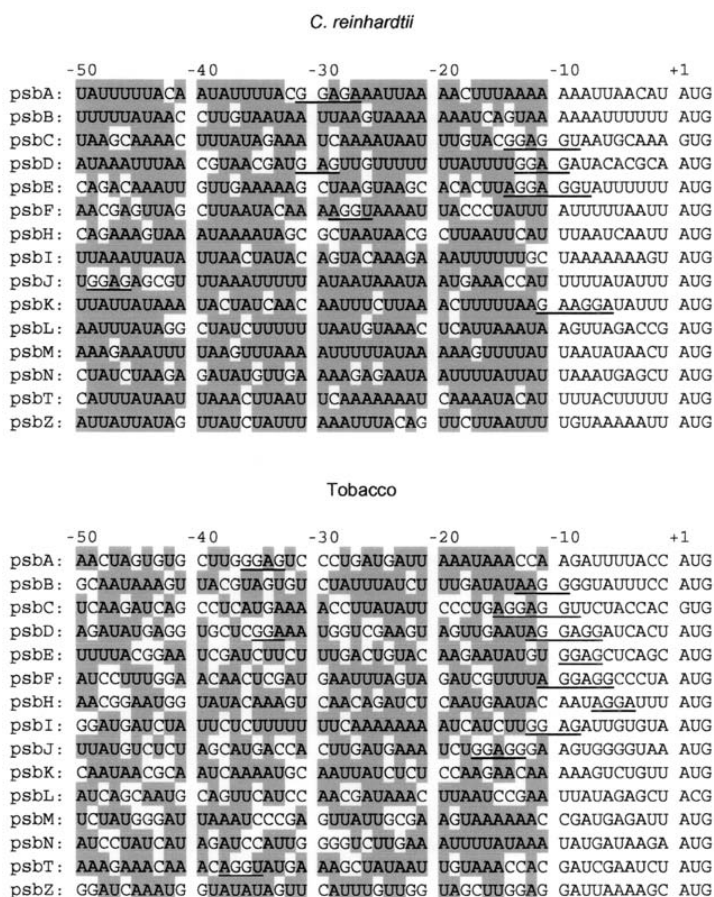 C. reinhardtii
-50 -40 -30 -20 -10 +1
psbA: UAUUUUUACA AUAUUUUACG GAGAAAUUAA AACUUUAAAA AAAUUAACAU AUG
psbB: UUUUUAUAAC CUUGUAAUAA UUAAGUAAAA AAAUCAGUAA AAAUUUUUUU AUG
psbC: UAAGCAAAAC UUUAUAGAAA UCAAAAUAAU UUGUACGGAG GUAAUGCAAA GUG
psbD: AUAAAUUUAA CGUAACGAUG GAGUUGUUUU UUAUUUUGGA GAUACACGCA AUG
psbE: CAGACAAAUU GUUGAAAAAG CUAAGUAAGC ACACUUAGGA GGUAUUUUUU AUG
psbF: AACGAGUUAG CUUAAUACAA AAGGUAAAAU UACCCUAUUU AUUUUUAAUU AUG
psbH: CAGAAAGUAA AUAAAAUAGC GCUAAUAACG CUUAAUUCAU UUAAUCAAUU AUG
psbI: UUAAAUUAUA UUAACUAUAC AGUACAAAGA AAUUUUUUGC UAAAAAAAGU AUG
psbJ: UGGAGAGCGU UUAAAUUUUU AUAAUAAAUA AUGAAACCAU UUUUAUAUUU AUG
psbK: UUAUUAUAAA UACUAUCAAC AAUUUCUUAA ACUUUUUAAG GAAGGAUAUU AUG
psbL: AAUUUAUAGG CUAUCUUUUU UAAUGUAAAC UCAUUAAAUA AGUUAGACCG AUG
psbM: AAAGAAAUUU UAAGUUUAAA AUUUUUAUAA AAAGUUUUAU UAAUAUAACU AUG
psbN: CUAUCUAAGA GAUAUGUUGA AAAGAGAAUA AUUUUAUUAU UAAAUGAGCU AUG
psbT: CAUUUAUAAU UAAACUUAAU UCAAAAAAAU CAAAAUACAU UUUACUUUUU AUG
psbZ: AUUAUUAUAG UUAUCUAUUU AAAUUUACAG UUCUUAAUUU UGUAAAAAUU AUG
Tobacco
-50 -40 -30 -20 -10 +1
psbA: AACUAGUGUG CUUGGGAGUC CCUGAUGAUU AAAUAAACCA AGAUUUUACC AUG
psbB: GCAAUAAAGU UACGUAGUGU CUAUUUAUCU UUGAUAUAAG GGGUAUUUCC AUG
psbC: UCAAGAUCAG CCUCAUGAAA ACCUUAUAUU CCCUGAGGAG GUUCUACCAC GUG
psbD: AGAUAUGAGG UGCUCGGAAA UGGUCGAAGU AGUUGAAUAG GAGGAUCACU AUG
psbE: UUUUACGGAA UCGAUCUUCU UUGACUGUAC AAGAAUAUGU GGAGCUCAGC AUG
psbF: AUCCUUUGGA ACAACUCGAU GAAUUUAGUA GAUCGUUUUA GGAGGCCCUA AUG
psbH: AACGGAAUGG UAUACAAAGU CAACAGAUCU CAAUGAAUAC AAUAGGAUUU AUG
psbI: GGAUGAUCUA UUCUCUUUUU UUCAAAAAAA AUCAUCUUGG AGAUUGUGUA AUG
psbJ: UUAUGUCUCU AGCAUGACCA CUUGAUGAAA UCUGGAGGGA AGUGGGGUAA AUG
psbK: CAAUAACGCA AUCAAAAUGC AAUUAUCUCU CCAAGAACAA AAAGUCUGUU AUG
psbL: AUCAGCAAUG CAGUUCAUCC AACGAUAAAC UUAAUCCGAA UUAUAGAGCU ACG
psbM: UCUAUGGGAU UAAAUCCCGA GUUAUUGCGA AGUAAAAAAC CGAUGAGAUU AUG
psbN: AUCCUAUCAU AGAUCCAUUG GGGUCUUGAA AUUUUAUAAA UAUGAUAAGA AUG
psbT: AAAGAAACAA ACAGGUAUGA AGCUAUAAUU UGUAAACCAC GAUCGAAUCU AUG
psbZ: GGAUCAAAUG GUAUAUAGUU CAUUUGUUGG UAGCUUGGAG GAUUAAAAGC AUG